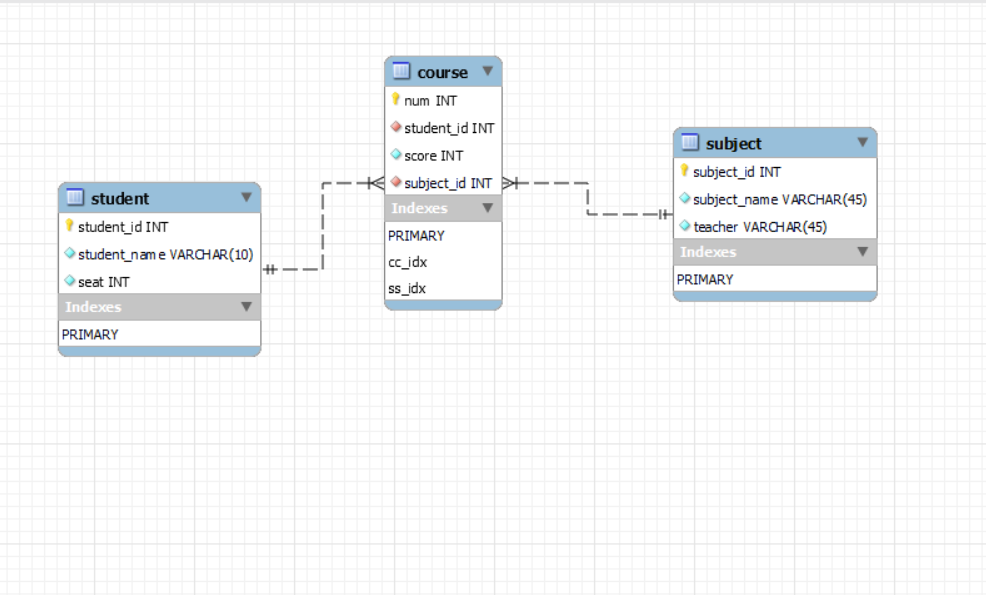 course
num INT
student_id INT
score INT
subject_id INT
Indexes
PRIMARY
cc_idx
ss_idx
subject
subject_id INT
subject_name VARCHAR(45)
teacher VARCHAR(45)
Indexes
PRIMARY
student
student_id INT
student_name VARCHAR(10)
seat INT
Indexes
PRIMARY